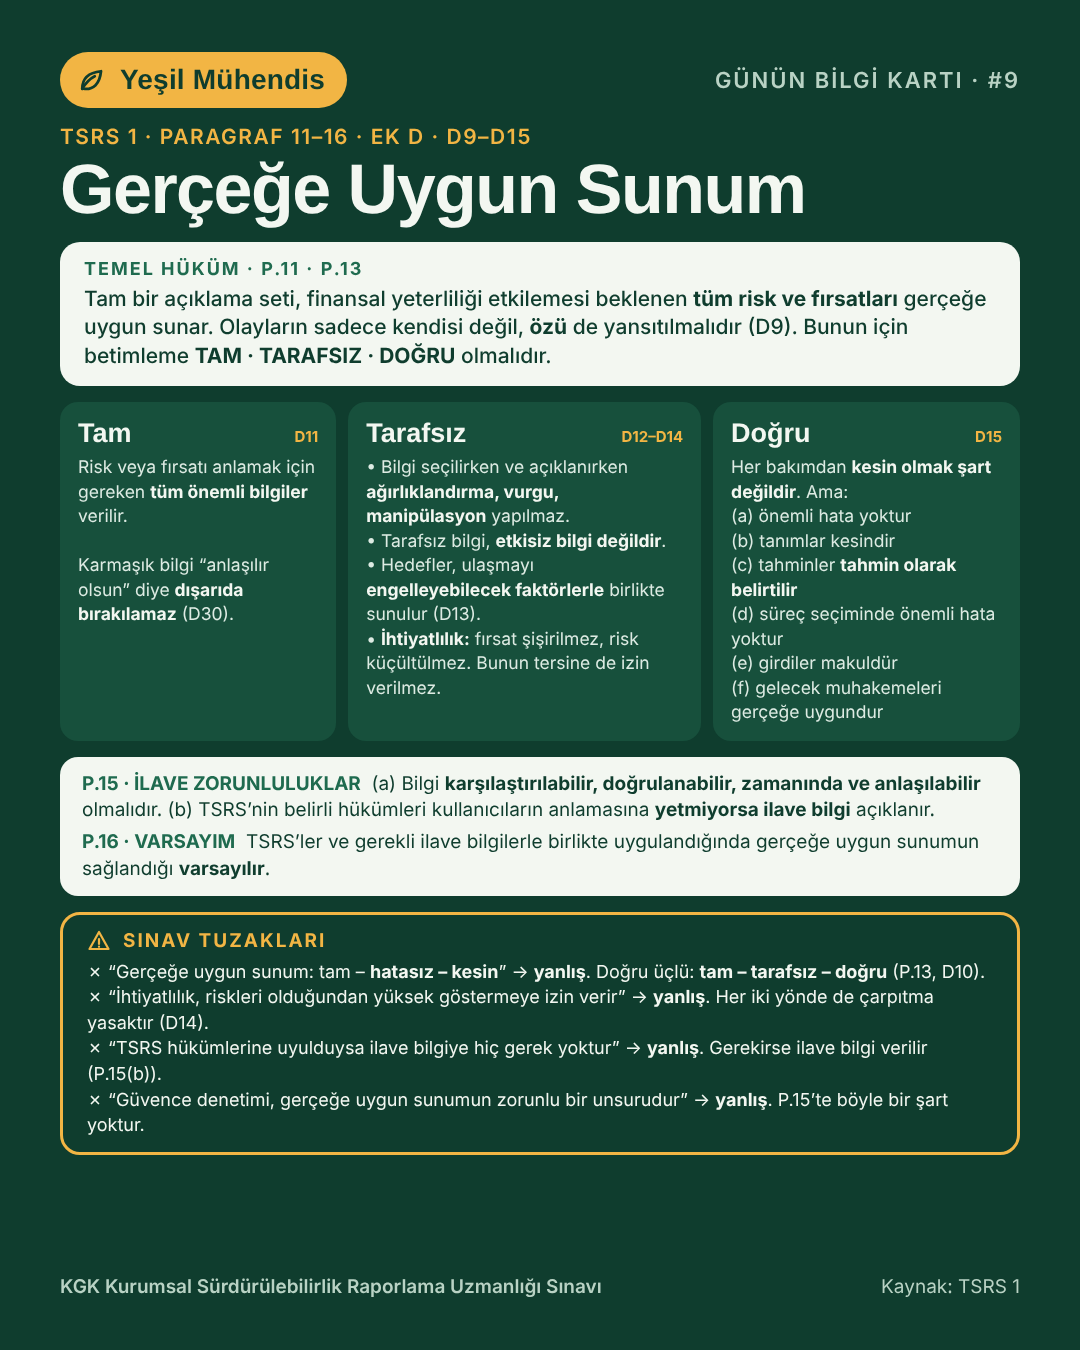 Yeşil Mühendis
GÜNÜN BİLGİ KARTI · #9
TSRS 1 · PARAGRAF 11–16 · EK D · D9–D15
Gerçeğe Uygun Sunum
TEMEL HÜKÜM · P.11 · P.13
Tam bir açıklama seti, finansal yeterliliği etkilemesi beklenen tüm risk ve fırsatları gerçeğe
uygun sunar. Olayların sadece kendisi değil, özü de yansıtılmalıdır (D9). Bunun için
betimleme TAM · TARAFSIZ · DOĞRU olmalıdır.
Tam D11
Risk veya fırsatı anlamak için
gereken tüm önemli bilgiler
verilir.
Karmaşık bilgi “anlaşılır
olsun” diye dışarıda
bırakılamaz (D30).
Tarafsız D12–D14
• Bilgi seçilirken ve açıklanırken
ağırlıklandırma, vurgu,
manipülasyon yapılmaz.
• Tarafsız bilgi, etkisiz bilgi değildir.
• Hedefler, ulaşmayı
engelleyebilecek faktörlerle birlikte
sunulur (D13).
• İhtiyatlılık: fırsat şişirilmez, risk
küçültülmez. Bunun tersine de izin
verilmez.
Doğru D15
Her bakımdan kesin olmak şart
değildir. Ama:
(a) önemli hata yoktur
(b) tanımlar kesindir
(c) tahminler tahmin olarak
belirtilir
(d) süreç seçiminde önemli hata
yoktur
(e) girdiler makuldür
(f) gelecek muhakemeleri
gerçeğe uygundur
P.15 · İLAVE ZORUNLULUKLAR (a) Bilgi karşılaştırılabilir, doğrulanabilir, zamanında ve anlaşılabilir
olmalıdır. (b) TSRS’nin belirli hükümleri kullanıcıların anlamasına yetmiyorsa ilave bilgi açıklanır.
P.16 · VARSAYIM TSRS’ler ve gerekli ilave bilgilerle birlikte uygulandığında gerçeğe uygun sunumun
sağlandığı varsayılır.
⚠ SINAV TUZAKLARI
× “Gerçeğe uygun sunum: tam – hatasız – kesin” → yanlış. Doğru üçlü: tam – tarafsız – doğru (P.13, D10).
× “İhtiyatlılık, riskleri olduğundan yüksek göstermeye izin verir” → yanlış. Her iki yönde de çarpıtma
yasaktır (D14).
× “TSRS hükümlerine uyulduysa ilave bilgiye hiç gerek yoktur” → yanlış. Gerekirse ilave bilgi verilir
(P.15(b)).
× “Güvence denetimi, gerçeğe uygun sunumun zorunlu bir unsurudur” → yanlış. P.15’te böyle bir şart
yoktur.
KGK Kurumsal Sürdürülebilirlik Raporlama Uzmanlığı Sınavı
Kaynak: TSRS 1